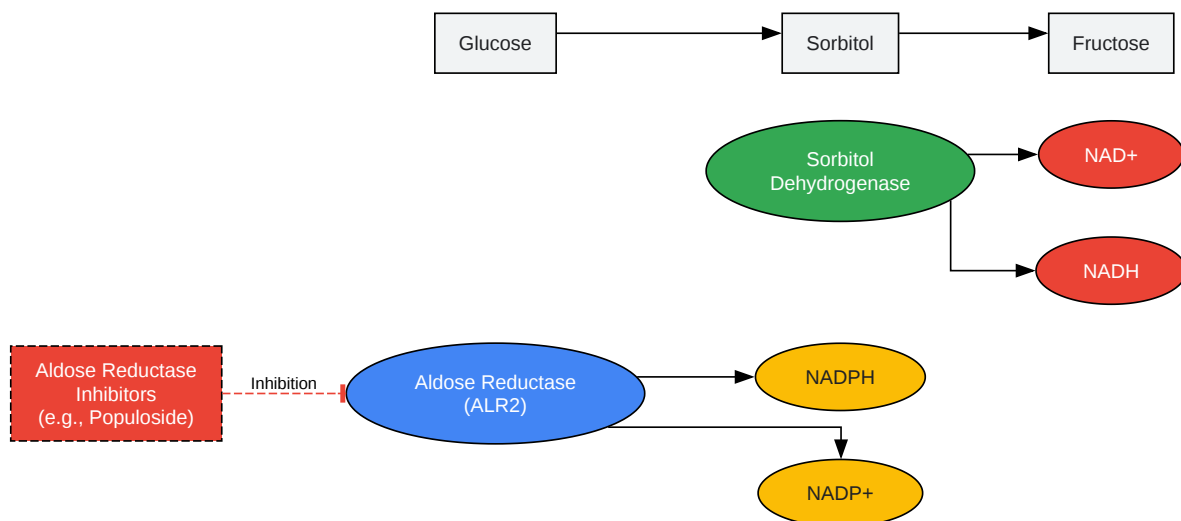 Glucose
Sorbitol
Fructose
Sorbitol
Dehydrogenase
NAD+
NADH
Aldose Reductase
Inhibitors
(e.g., Populoside)
Inhibition
Aldose Reductase
(ALR2)
NADPH
NADP+